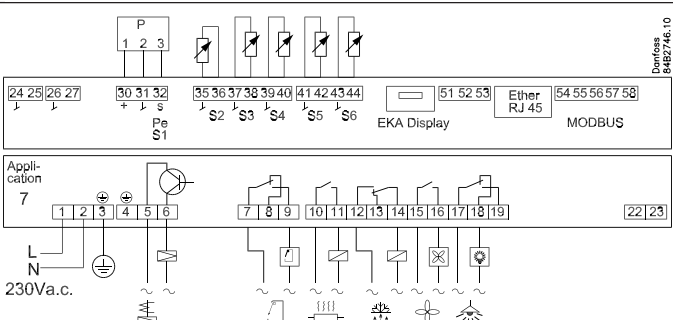 P
1 2 3
Danfoss
84B2746.10
24 25 26 27 30 31 32 35 36 37 38 39 40 41 42 43 44 51 52 53 Ether RJ 45 54 55 56 57 58
+ s S2 S3 S4 S5 S6 EKA Display MODBUS
Pe
S1
Appli-
cation
7
1 2 3 4 5 6 7 8 9 10 11 12 13 14 15 16 17 18 19 22 23
L
N
230Va.c.